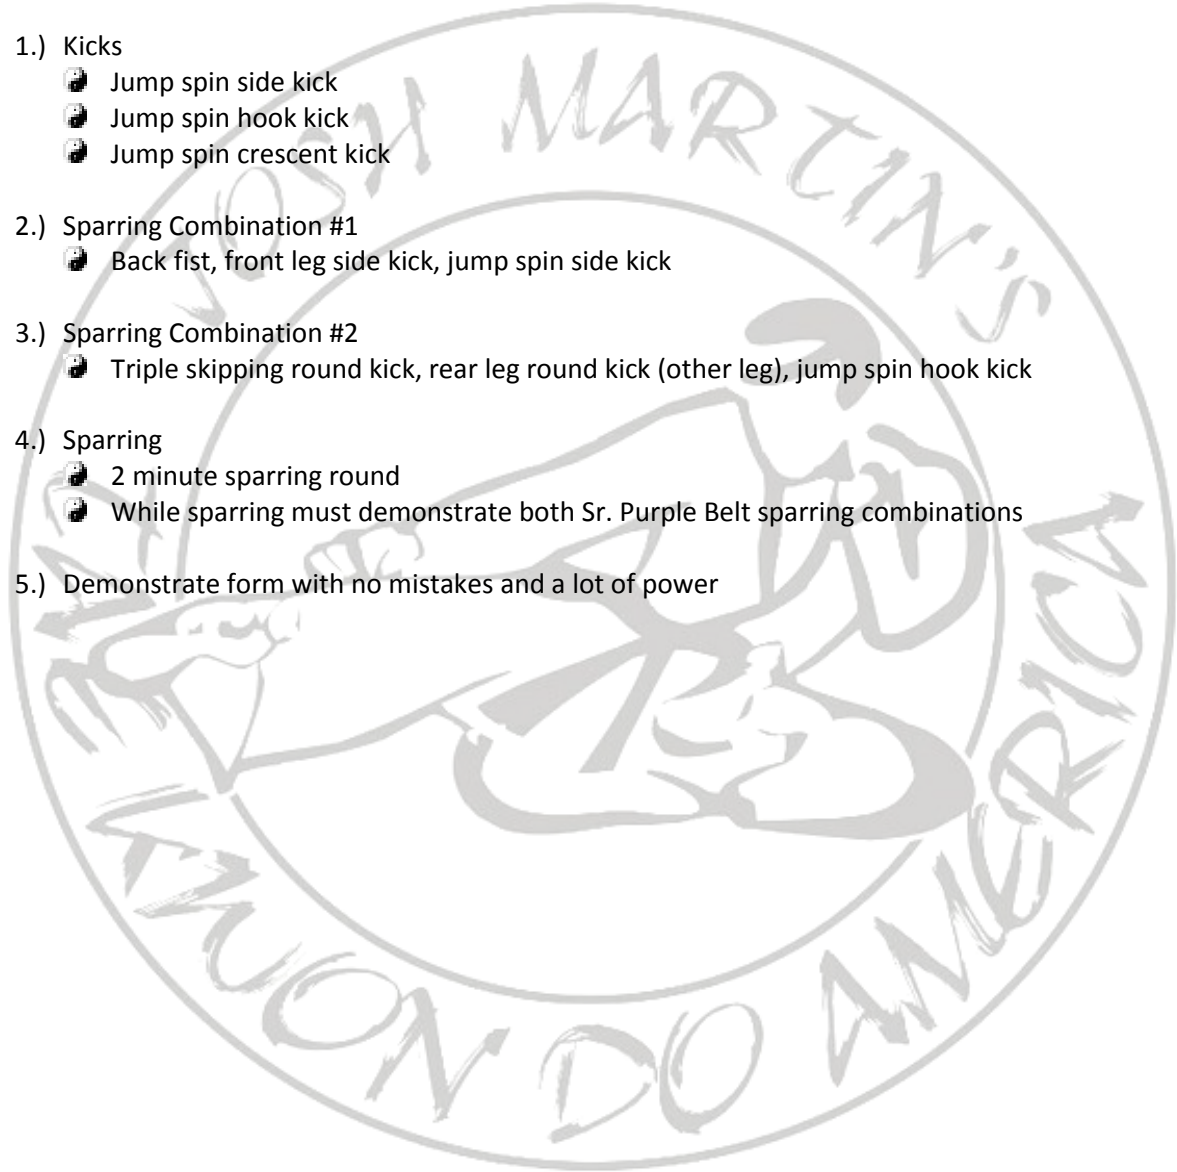 1.) Kicks
Jump spin side kick
Jump spin hook kick
Jump spin crescent kick
2.) Sparring Combination #1
Back fist, front leg side kick, jump spin side kick
3.) Sparring Combination #2
Triple skipping round kick, rear leg round kick (other leg), jump spin hook kick
4.) Sparring
2 minute sparring round
While sparring must demonstrate both Sr. Purple Belt sparring combinations
5.) Demonstrate form with no mistakes and a lot of power
JOSH MARTIN'S
TAE KWON DO AMERICA